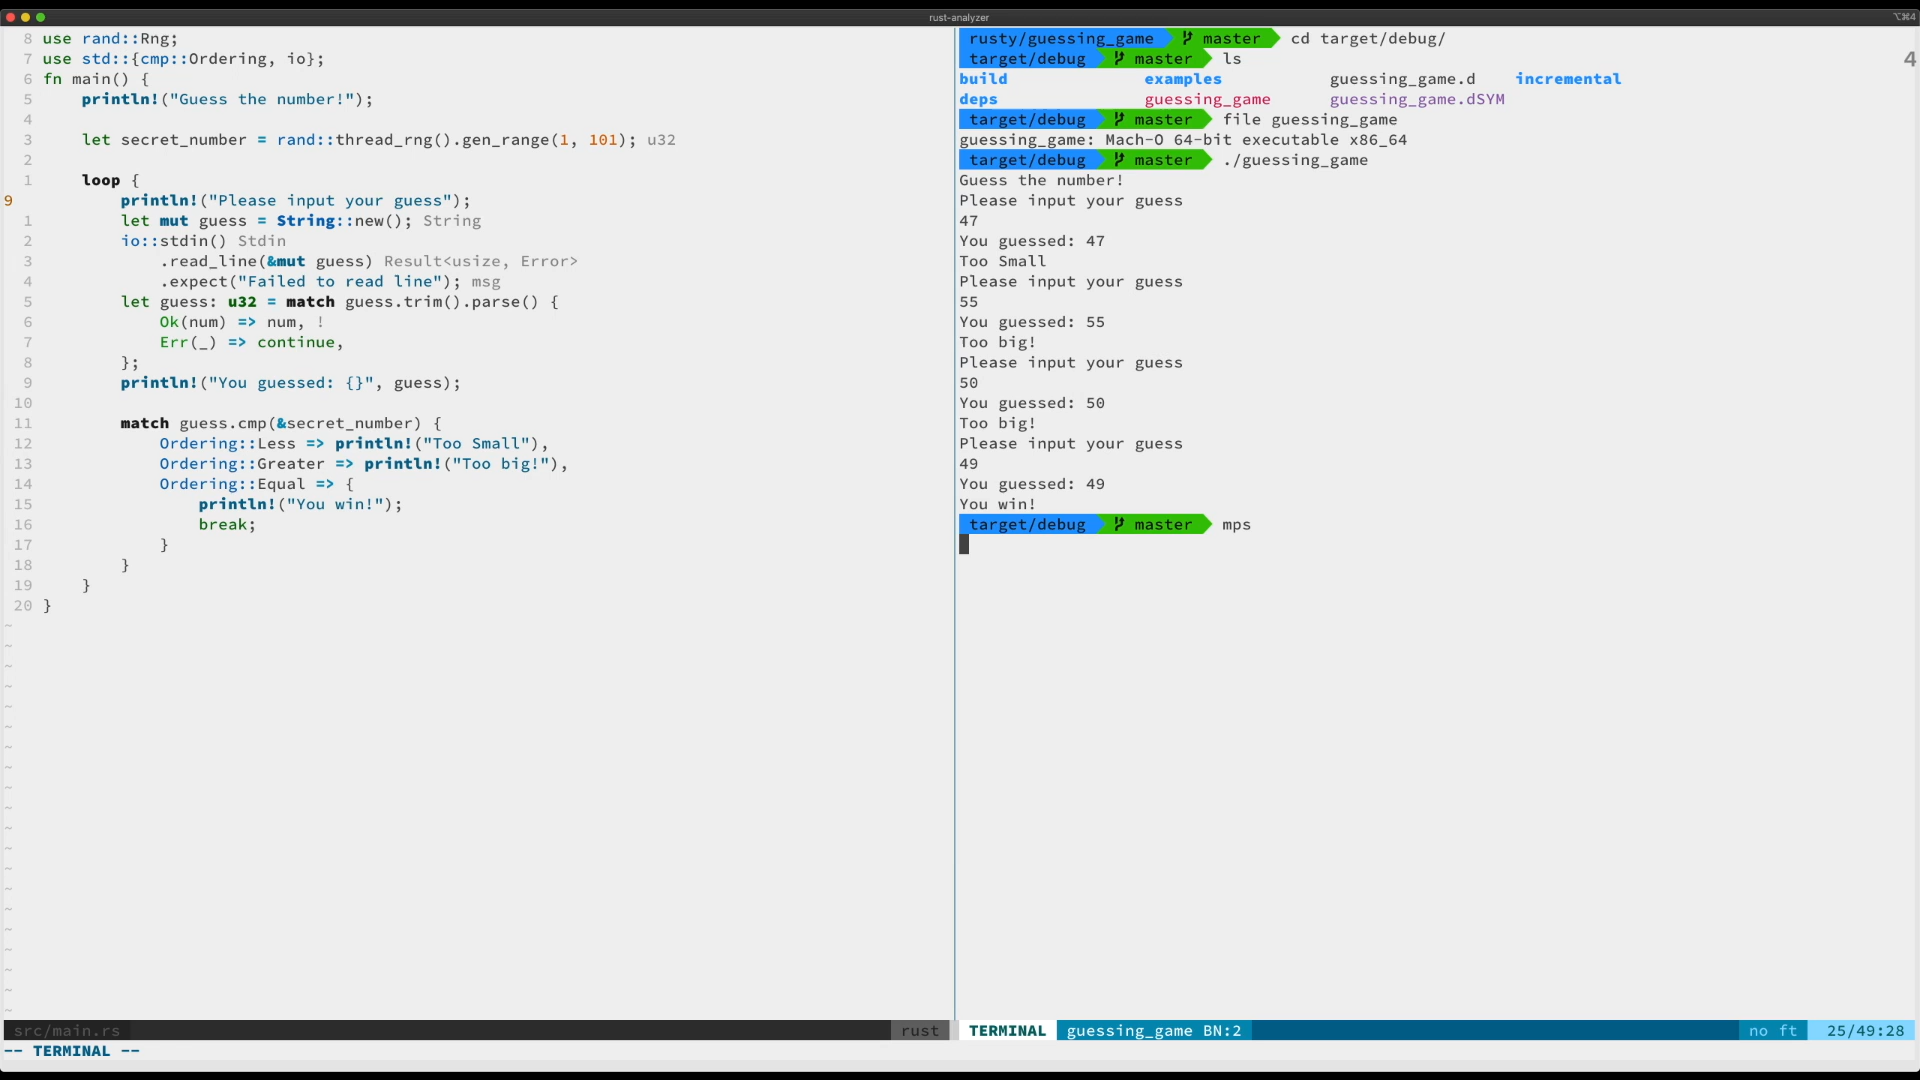 rust-analyzer
⌥⌘4
8 use rand::Rng;
7 use std::{cmp::Ordering, io};
6 fn main() {
5     println!("Guess the number!");
4
3     let secret_number = rand::thread_rng().gen_range(1, 101); u32
2
1     loop {
9         println!("Please input your guess");
1         let mut guess = String::new(); String
2         io::stdin() Stdin
3             .read_line(&mut guess) Result<usize, Error>
4             .expect("Failed to read line"); msg
5         let guess: u32 = match guess.trim().parse() {
6             Ok(num) => num, !
7             Err(_) => continue,
8         };
9         println!("You guessed: {}", guess);
10
11         match guess.cmp(&secret_number) {
12             Ordering::Less => println!("Too Small"),
13             Ordering::Greater => println!("Too big!"),
14             Ordering::Equal => {
15                 println!("You win!");
16                 break;
17             }
18         }
19     }
20 }
src/main.rs rust
-- TERMINAL --
rusty/guessing_game master cd target/debug/
target/debug master ls
4
build examples guessing_game.d incremental
deps guessing_game guessing_game.dSYM
target/debug master file guessing_game
guessing_game: Mach-O 64-bit executable x86_64
target/debug master ./guessing_game
Guess the number!
Please input your guess
47
You guessed: 47
Too Small
Please input your guess
55
You guessed: 55
Too big!
Please input your guess
50
You guessed: 50
Too big!
Please input your guess
49
You guessed: 49
You win!
target/debug master mps
TERMINAL guessing_game BN:2 no ft 25/49:28